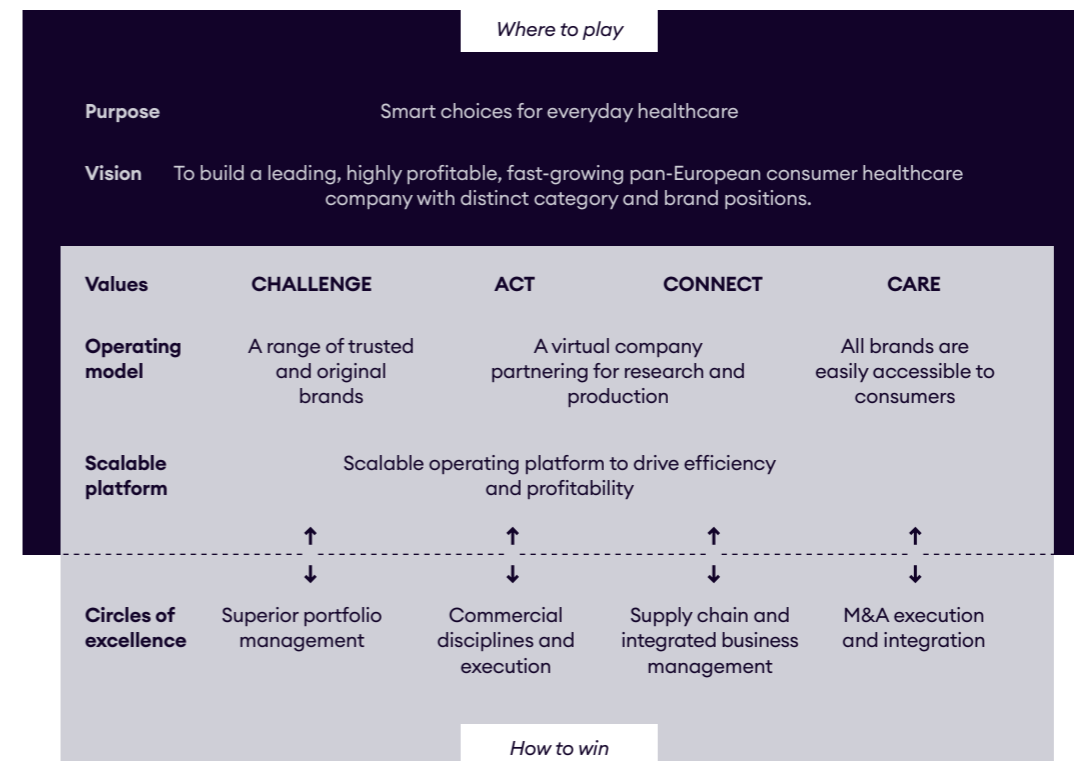 Where to play
Purpose
Smart choices for everyday healthcare
Vision
To build a leading, highly profitable, fast-growing pan-European consumer healthcare
company with distinct category and brand positions.
Values
CHALLENGE
ACT
CONNECT
CARE
Operating
model
A range of trusted
and original
brands
A virtual company
partnering for research and
production
All brands are
easily accessible to
consumers
Scalable
platform
Scalable operating platform to drive efficiency
and profitability
↑ ↑ ↑ ↑
↓ ↓ ↓ ↓
Circles of
excellence
Superior portfolio
management
Commercial
disciplines and
execution
Supply chain and
integrated business
management
M&A execution
and integration
How to win